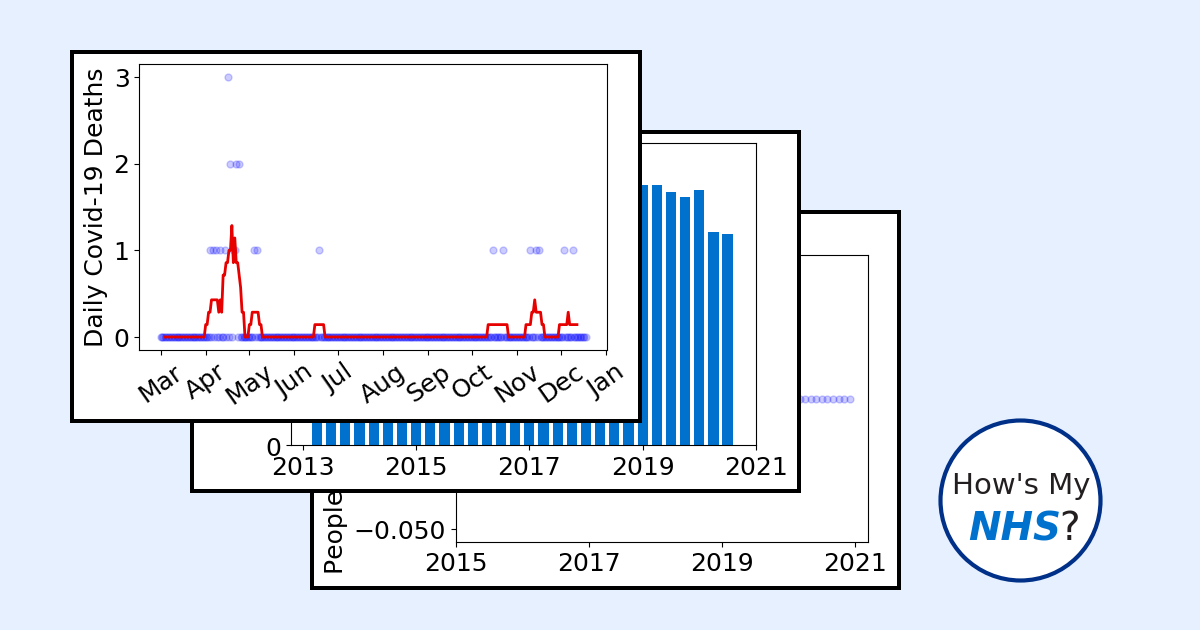 Daily Covid-19 Deaths
3
2
1
0
Mar Apr May Jun Jul Aug Sep Oct Nov Dec Jan
0
2013 2015 2017 2019 2021
People
−0.050
2015 2017 2019 2021
How's My
NHS?